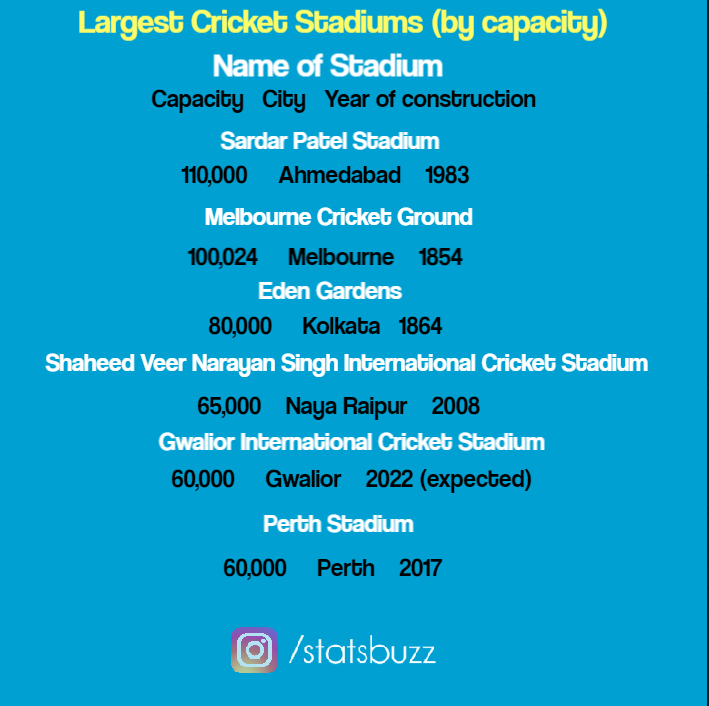 Largest Cricket Stadiums (by capacity)
Name of Stadium
Capacity City Year of construction
Sardar Patel Stadium
110,000 Ahmedabad 1983
Melbourne Cricket Ground
100,024 Melbourne 1854
Eden Gardens
80,000 Kolkata 1864
Shaheed Veer Narayan Singh International Cricket Stadium
65,000 Naya Raipur 2008
Gwalior International Cricket Stadium
60,000 Gwalior 2022 (expected)
Perth Stadium
60,000 Perth 2017
/statsbuzz